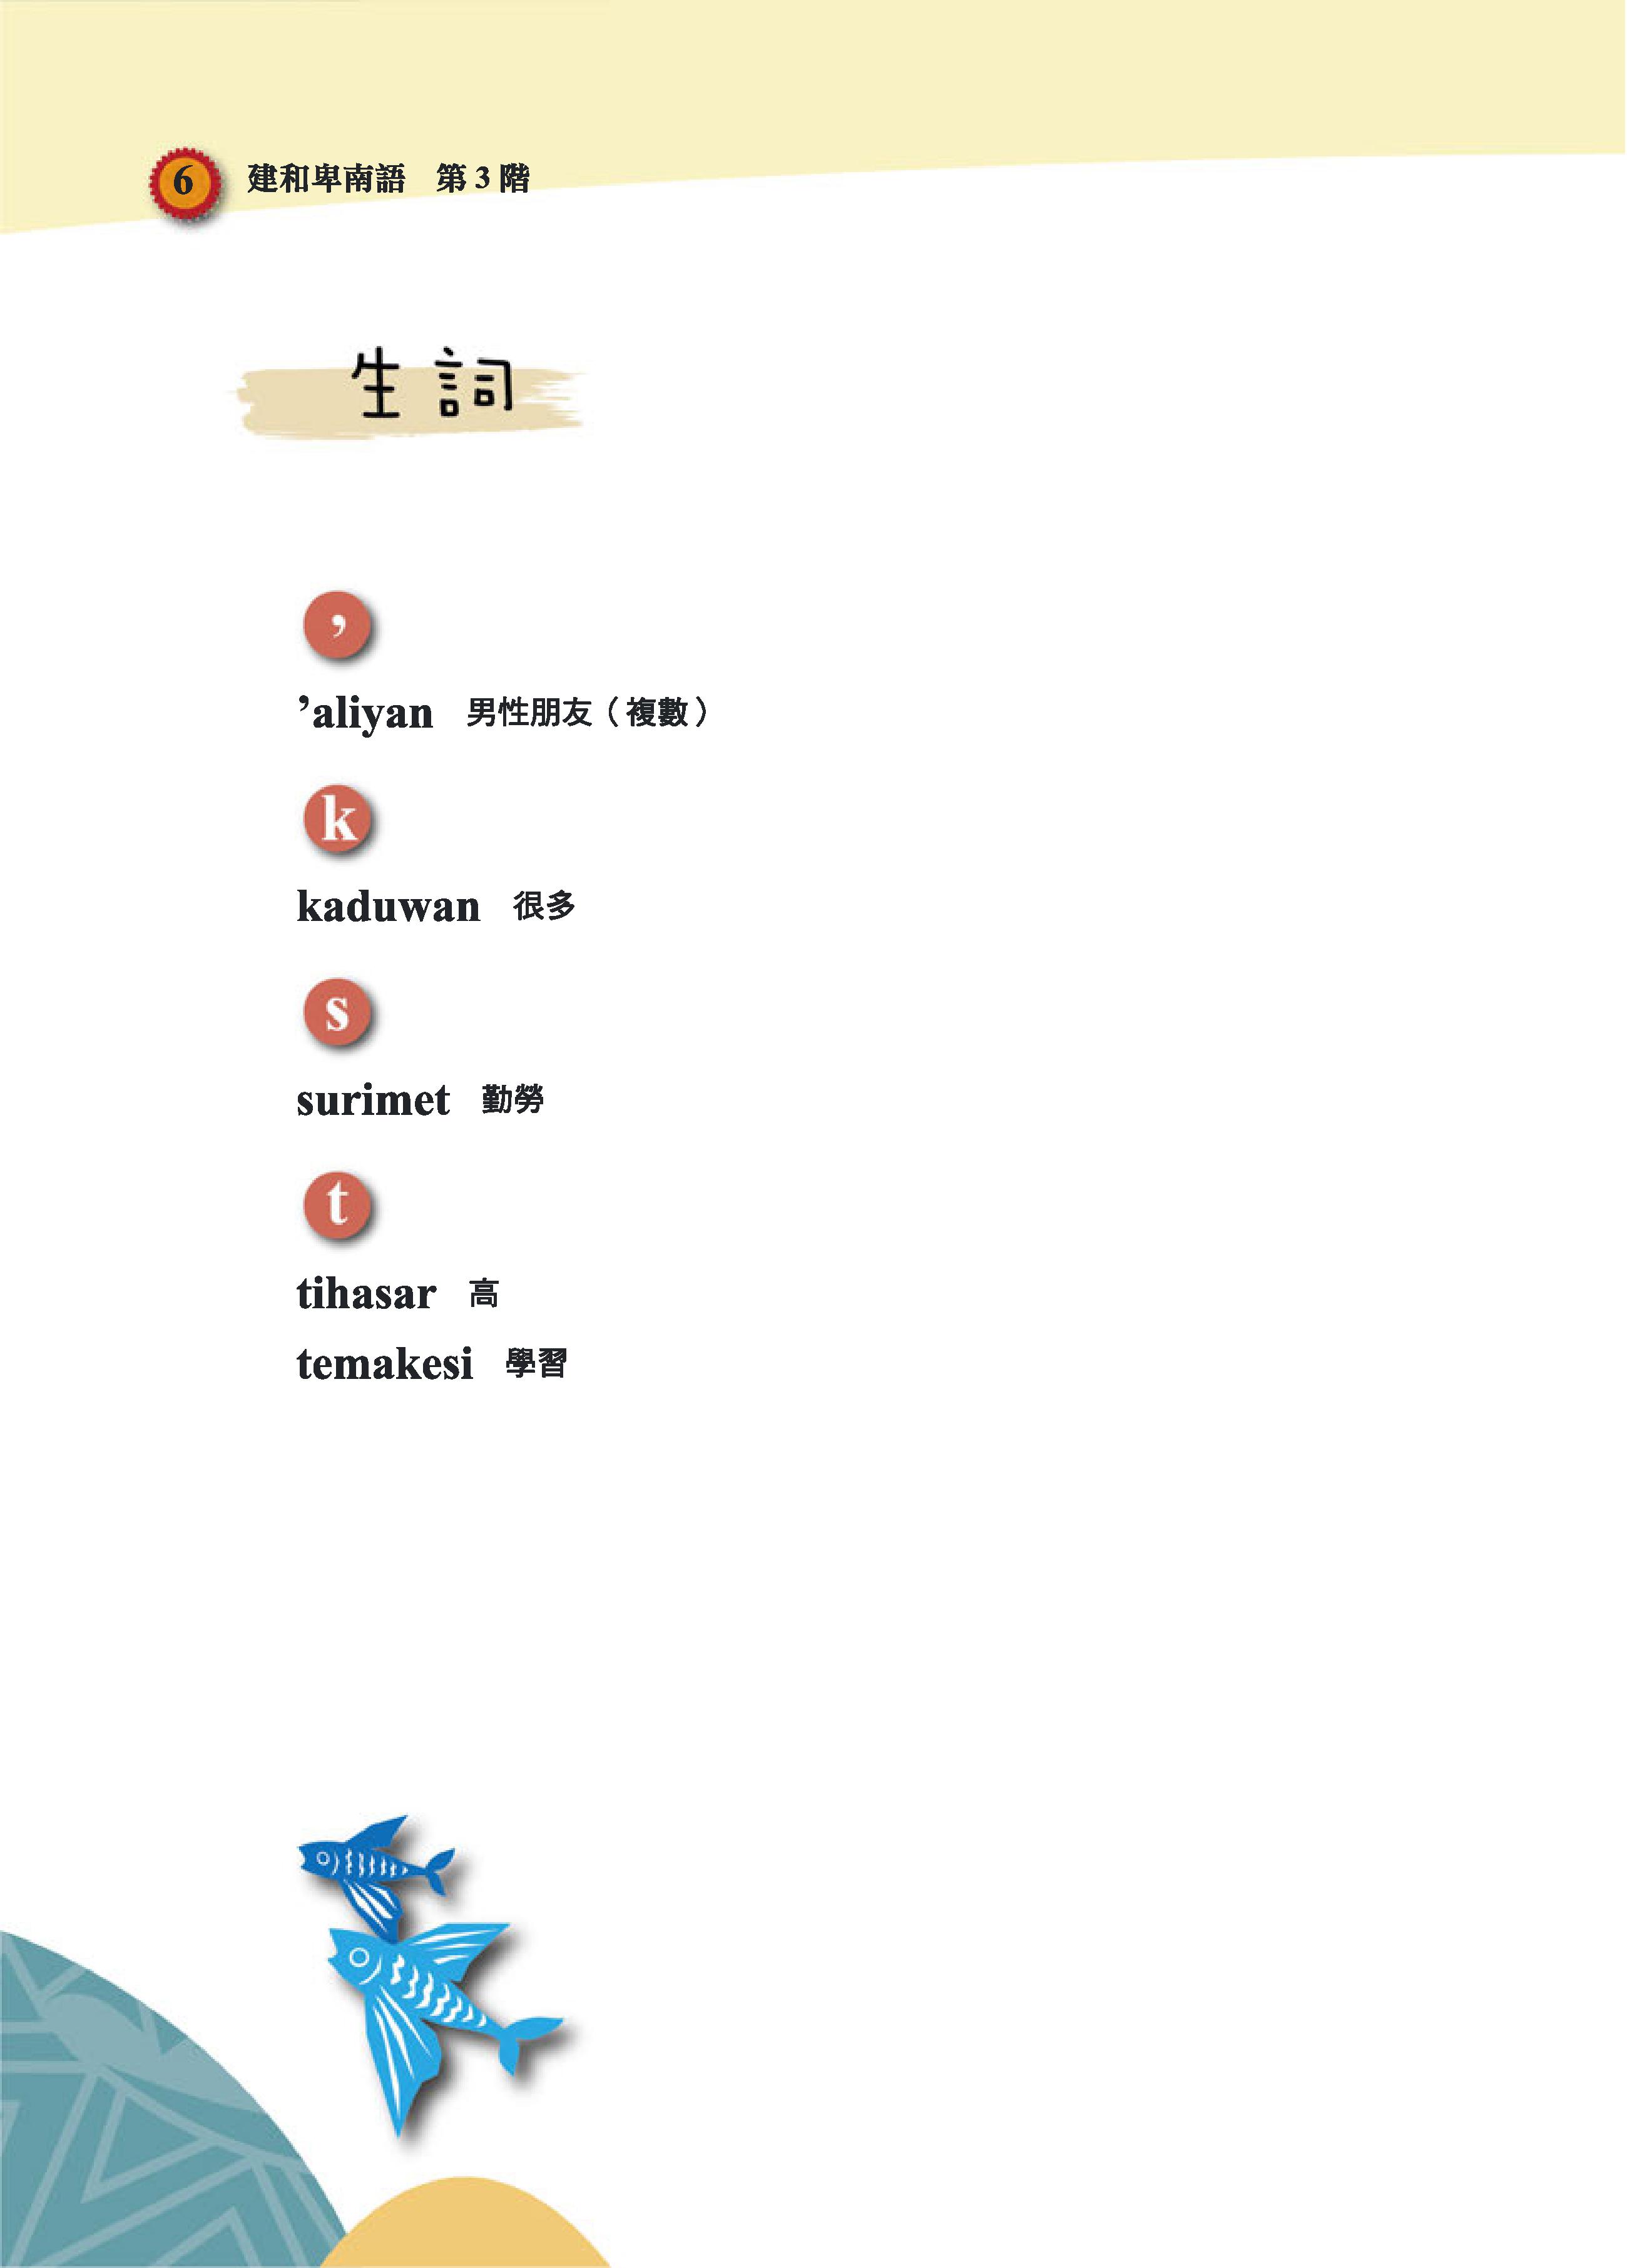 6 建和卑南語 第3階
生詞
’
’aliyan 男性朋友（複數）
k
kaduwan 很多
s
surimet 勤勞
t
tihasar 高
temakesi 學習